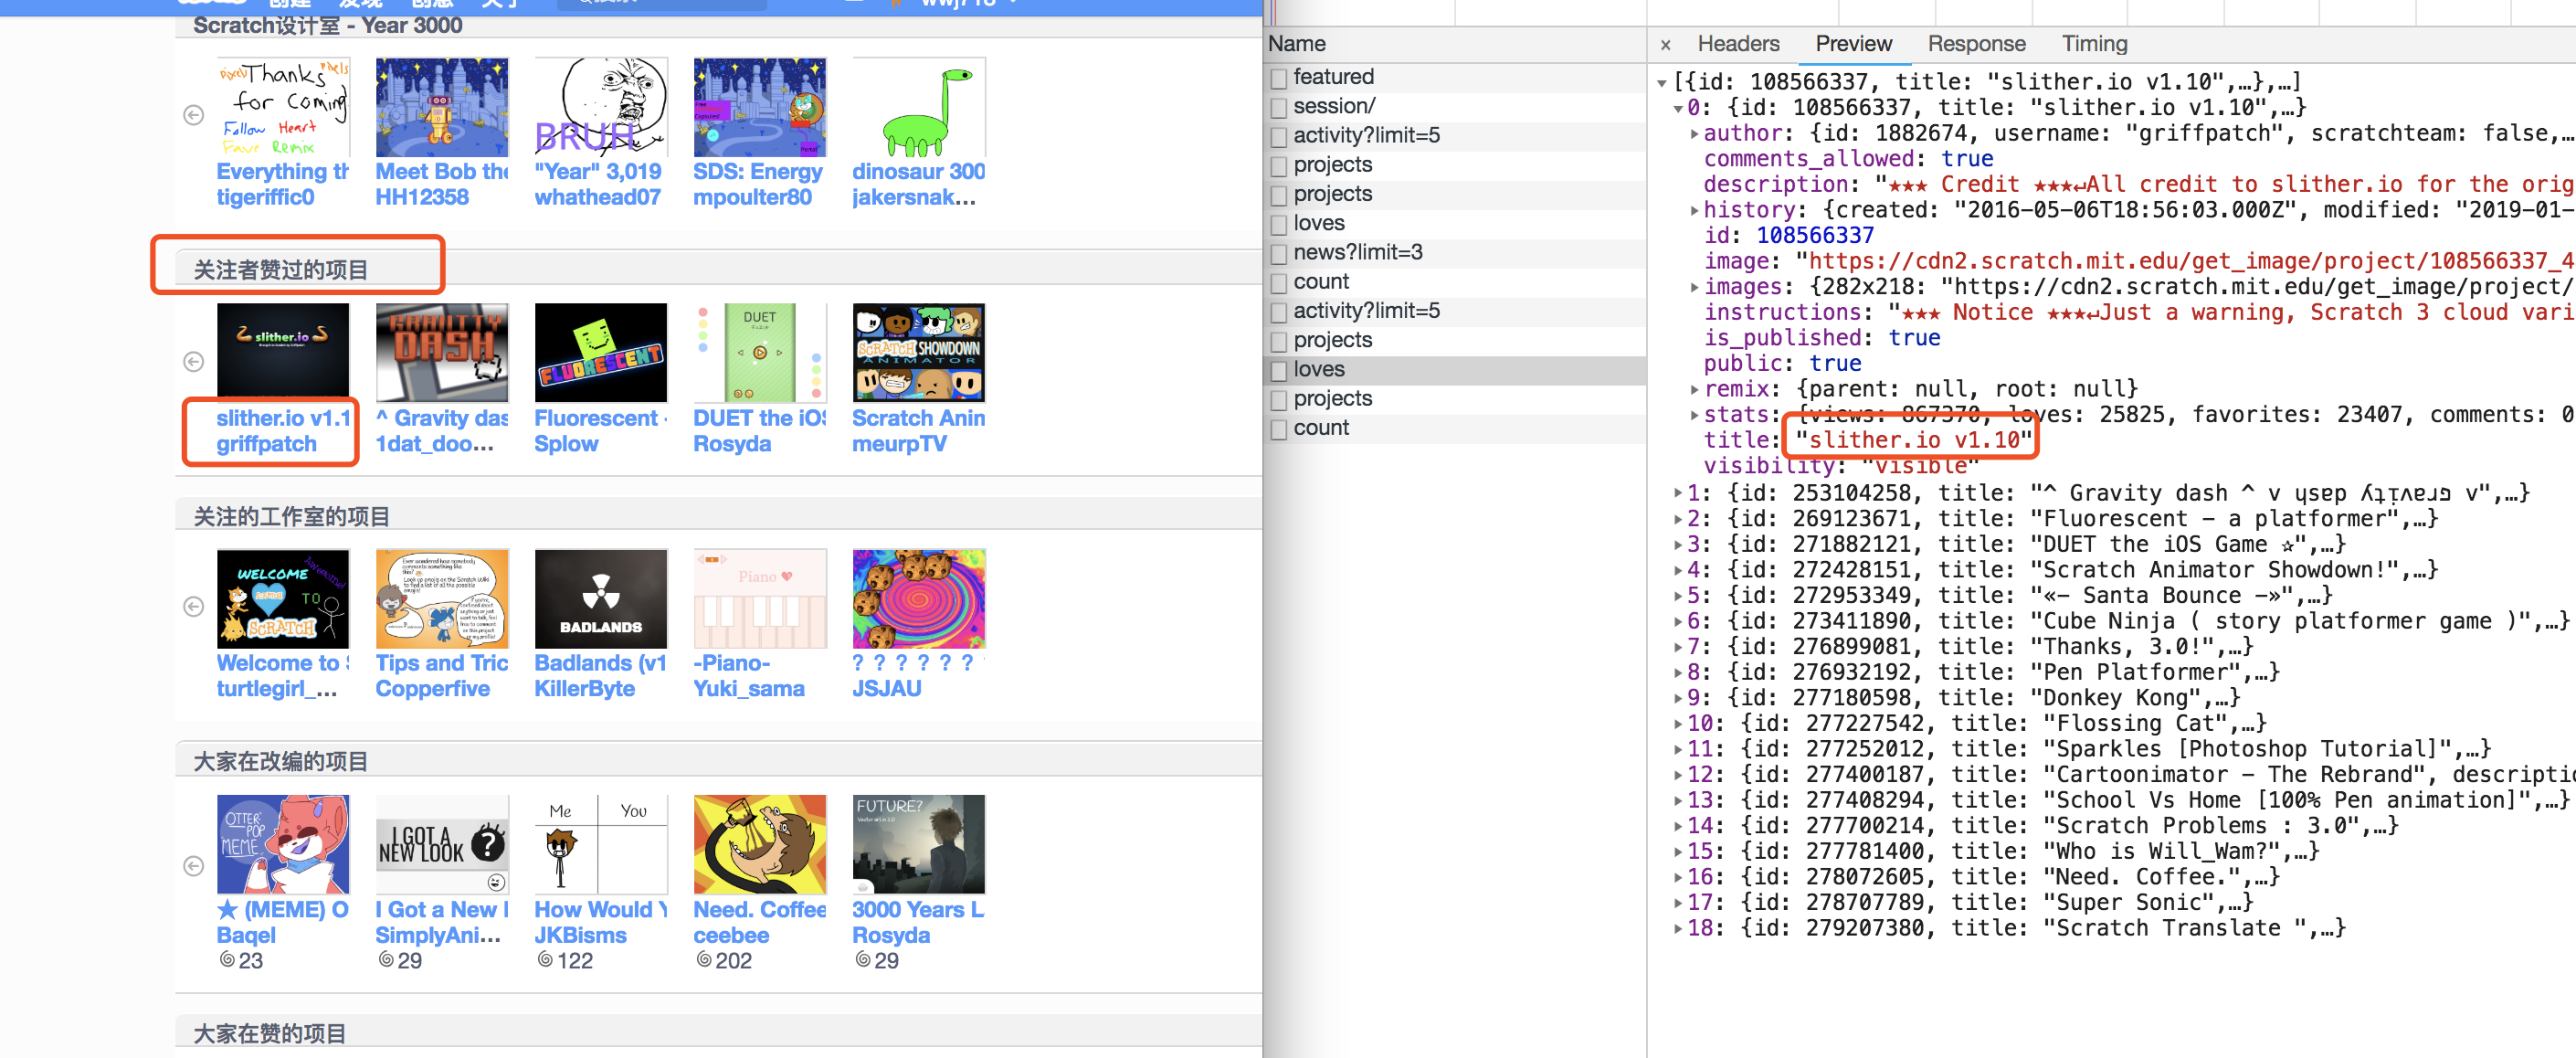 创建 发现 创意 关于 搜索 wwj718
Scratch设计室 - Year 3000
pixel Thanks Pixels
for Coming
Follow Heart
Fave Remix
BRUH
Everything th Meet Bob the "Year" 3,019 SDS: Energy dinosaur 300
tigeriffic0 HH12358 whathead07 mpoulter80 jakersnak...
关注者赞过的项目
slither.io
GRAVITY DASH
FLUORESCENT
DUET
SCRATCH SHOWDOWN
ANIMATOR
slither.io v1.1 ^ Gravity das Fluorescent - DUET the iOS Scratch Anin
griffpatch 1dat_doo... Splow Rosyda meurpTV
关注的工作室的项目
WELCOME Awesome!
TO
SCRATCH
BADLANDS
Piano
Welcome to S Tips and Tric Badlands (v1 -Piano- ? ? ? ? ? ?
turtlegirl_... Copperfive KillerByte Yuki_sama JSJAU
大家在改编的项目
OTTER POP MEME
I GOT A
NEW LOOK ?
Me You
FUTURE?
★ (MEME) O I Got a New I How Would Y Need. Coffee 3000 Years L
Baqel SimplyAni... JKBisms ceebee Rosyda
23 29 122 202 29
大家在赞的项目
Name
featured
session/
activity?limit=5
projects
projects
loves
news?limit=3
count
activity?limit=5
projects
loves
projects
count
× Headers Preview Response Timing
▼[{id: 108566337, title: "slither.io v1.10",…},…]
▼0: {id: 108566337, title: "slither.io v1.10",…}
▶author: {id: 1882674, username: "griffpatch", scratchteam: false,…
comments_allowed: true
description: "★★★ Credit ★★★↵All credit to slither.io for the orig
▶history: {created: "2016-05-06T18:56:03.000Z", modified: "2019-01-
id: 108566337
image: "https://cdn2.scratch.mit.edu/get_image/project/108566337_4
▶images: {282x218: "https://cdn2.scratch.mit.edu/get_image/project/
instructions: "★★★ Notice ★★★↵Just a warning, Scratch 3 cloud vari
is_published: true
public: true
▶remix: {parent: null, root: null}
▶stats: {views: 867370, loves: 25825, favorites: 23407, comments: 0
title: "slither.io v1.10"
visibility: "visible"
▶1: {id: 253104258, title: "^ Gravity dash ^ v ɥsɐp ʎʇᴉʌɐɹפ v",…}
▶2: {id: 269123671, title: "Fluorescent - a platformer",…}
▶3: {id: 271882121, title: "DUET the iOS Game ✰",…}
▶4: {id: 272428151, title: "Scratch Animator Showdown!",…}
▶5: {id: 272953349, title: "«- Santa Bounce -»",…}
▶6: {id: 273411890, title: "Cube Ninja ( story platformer game )",…}
▶7: {id: 276899081, title: "Thanks, 3.0!",…}
▶8: {id: 276932192, title: "Pen Platformer",…}
▶9: {id: 277180598, title: "Donkey Kong",…}
▶10: {id: 277227542, title: "Flossing Cat",…}
▶11: {id: 277252012, title: "Sparkles [Photoshop Tutorial]",…}
▶12: {id: 277400187, title: "Cartoonimator - The Rebrand", descriptio
▶13: {id: 277408294, title: "School Vs Home [100% Pen animation]",…}
▶14: {id: 277700214, title: "Scratch Problems : 3.0",…}
▶15: {id: 277781400, title: "Who is Will_Wam?",…}
▶16: {id: 278072605, title: "Need. Coffee.",…}
▶17: {id: 278707789, title: "Super Sonic",…}
▶18: {id: 279207380, title: "Scratch Translate ",…}